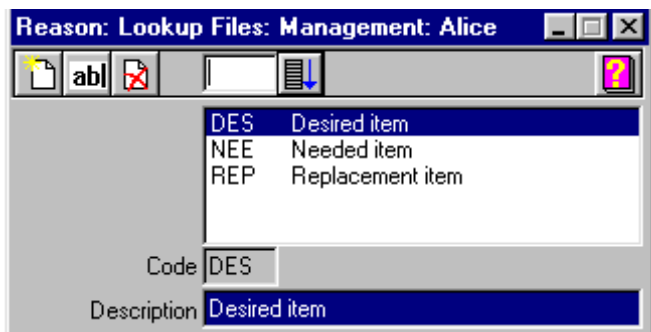 Reason: Lookup Files: Management: Alice
abl
?
DES Desired item
NEE Needed item
REP Replacement item
Code DES
Description Desired item